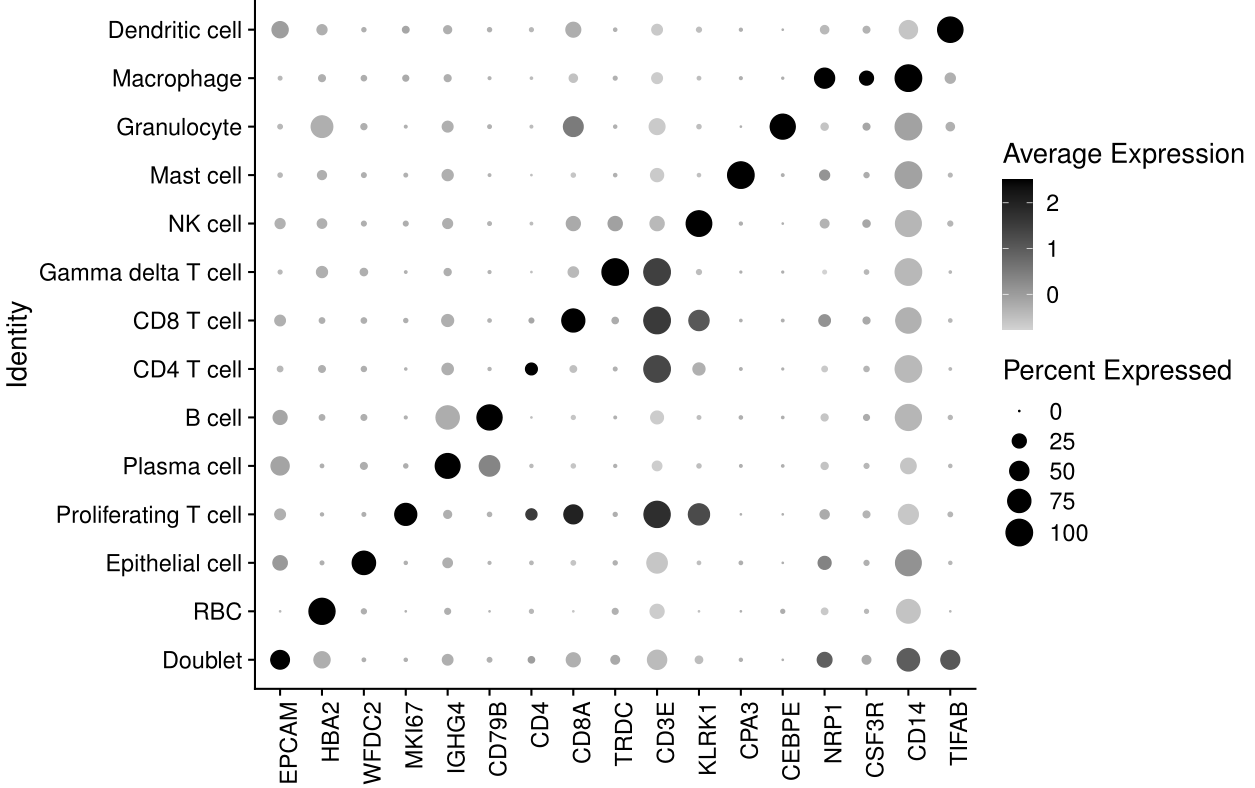 Dendritic cell
Macrophage
Granulocyte
Mast cell
NK cell
Gamma delta T cell
CD8 T cell
CD4 T cell
B cell
Plasma cell
Proliferating T cell
Epithelial cell
RBC
Doublet
Identity
EPCAM
HBA2
WFDC2
MKI67
IGHG4
CD79B
CD4
CD8A
TRDC
CD3E
KLRK1
CPA3
CEBPE
NRP1
CSF3R
CD14
TIFAB
Average Expression
2
1
0
Percent Expressed
0
25
50
75
100